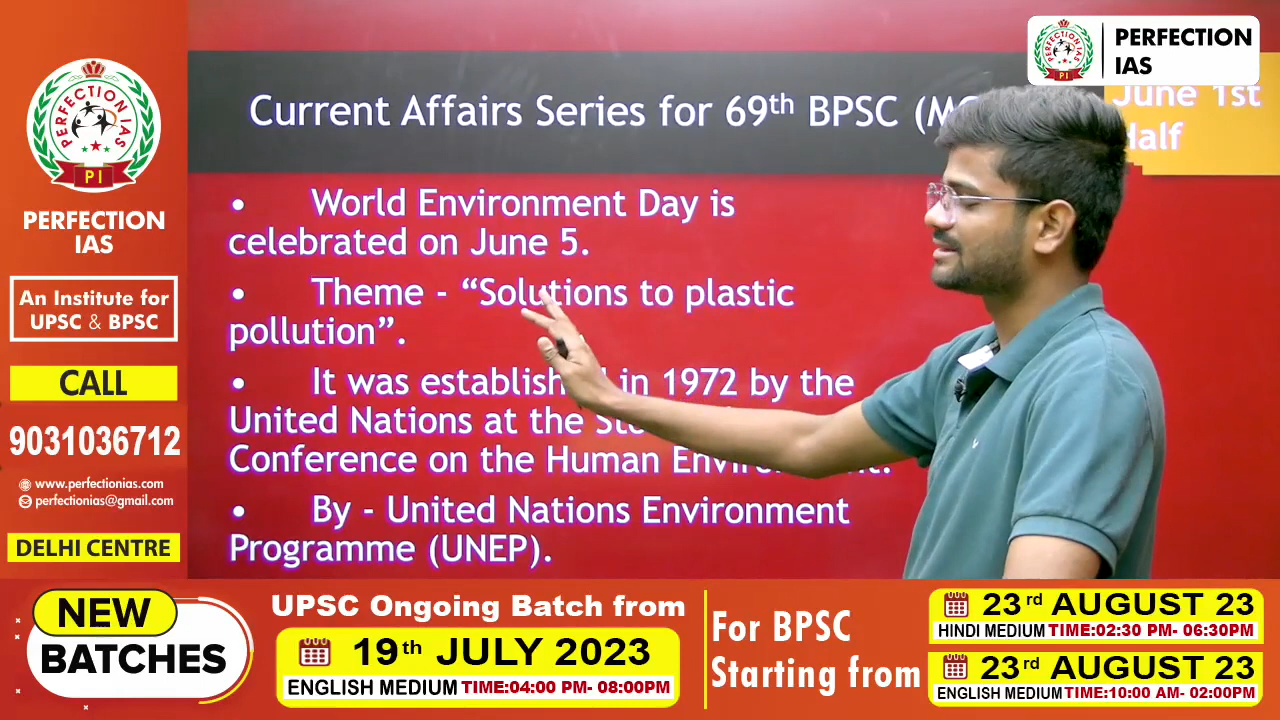 PERFECTION IAS
PI
PERFECTION
IAS
An Institute for
UPSC & BPSC
CALL
9031036712
www.perfectionias.com
perfectionias@gmail.com
DELHI CENTRE
PERFECTION IAS
PI
PERFECTION
IAS
Current Affairs Series for 69th BPSC
June 1st
Half
• World Environment Day is
celebrated on June 5.
• Theme - “Solutions to plastic
pollution”.
• It was in 1972 by the
United Nations at the
Conference on the Human
• By - United Nations Environment
Programme (UNEP).
NEW
BATCHES
UPSC Ongoing Batch from
19th JULY 2023
ENGLISH MEDIUM TIME:04:00 PM- 08:00PM
For BPSC
Starting from
23rd AUGUST 23
HINDI MEDIUM TIME:02:30 PM- 06:30PM
23rd AUGUST 23
ENGLISH MEDIUM TIME:10:00 AM- 02:00PM